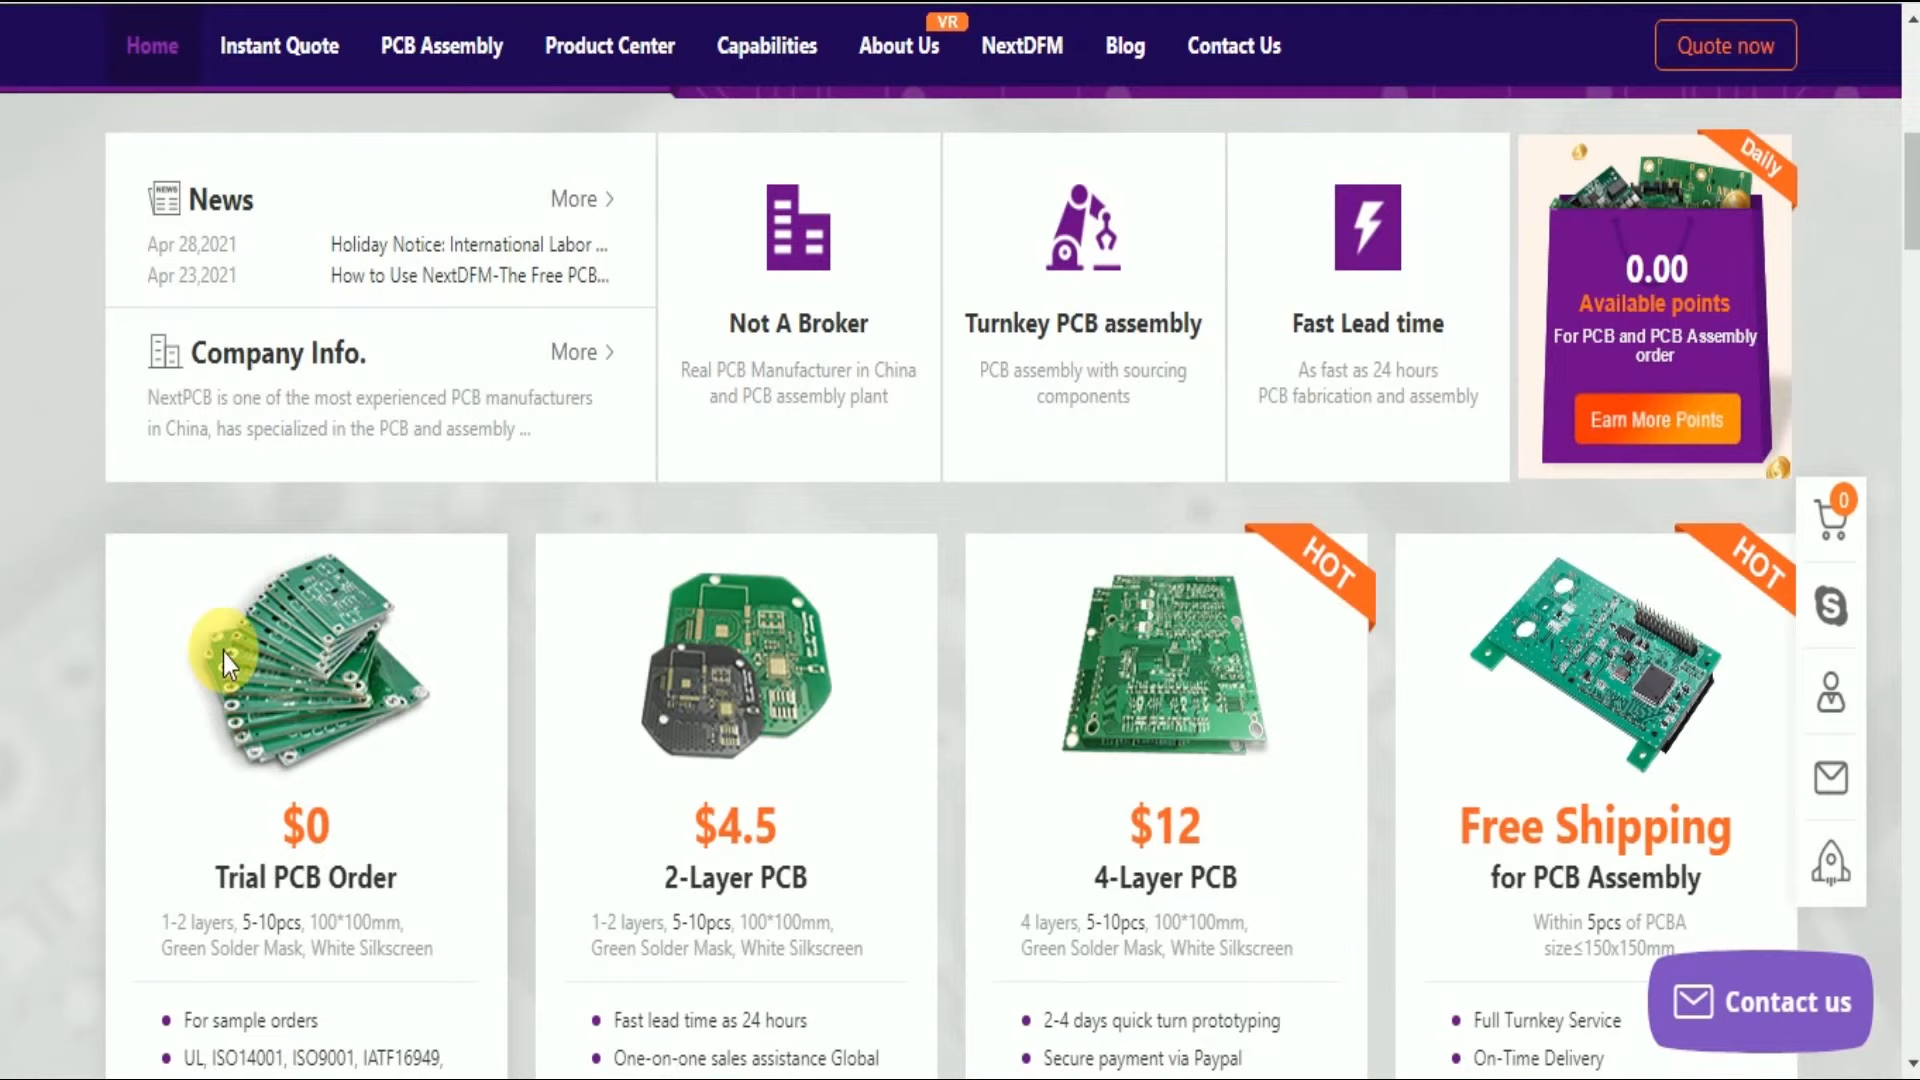 VR
Home Instant Quote PCB Assembly Product Center Capabilities About Us NextDFM Blog Contact Us Quote now
NEWS
News More >
Apr 28,2021 Holiday Notice: International Labor ...
Apr 23,2021 How to Use NextDFM-The Free PCB...
Company Info. More >
NextPCB is one of the most experienced PCB manufacturers
in China, has specialized in the PCB and assembly ...
Not A Broker
Real PCB Manufacturer in China
and PCB assembly plant
Turnkey PCB assembly
PCB assembly with sourcing
components
Fast Lead time
As fast as 24 hours
PCB fabrication and assembly
Daily
0.00
Available points
For PCB and PCB Assembly
order
Earn More Points
0
$0
Trial PCB Order
1-2 layers, 5-10pcs, 100*100mm,
Green Solder Mask, White Silkscreen
For sample orders
UL, ISO14001, ISO9001, IATF16949,
$4.5
2-Layer PCB
1-2 layers, 5-10pcs, 100*100mm,
Green Solder Mask, White Silkscreen
Fast lead time as 24 hours
One-on-one sales assistance Global
HOT
$12
4-Layer PCB
4 layers, 5-10pcs, 100*100mm,
Green Solder Mask, White Silkscreen
2-4 days quick turn prototyping
Secure payment via Paypal
HOT
Free Shipping
for PCB Assembly
Within 5pcs of PCBA
size≤150x150mm
Full Turnkey Service
On-Time Delivery
Contact us